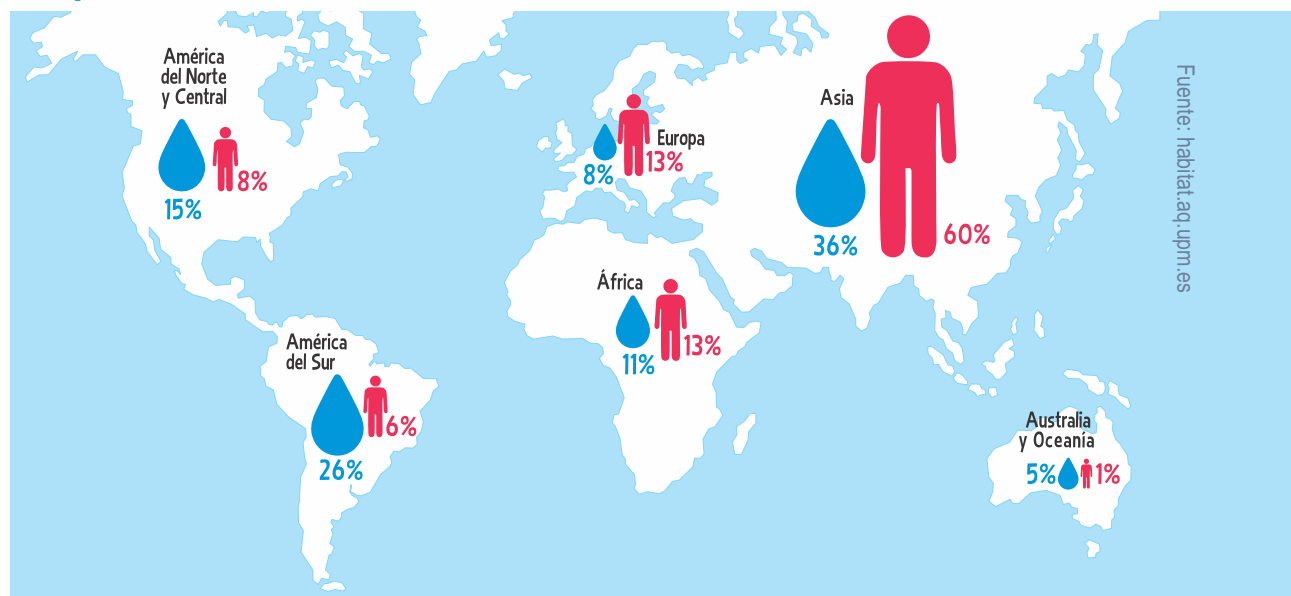 América
del Norte
y Central
8%
15%
Europa
13%
8%
Asia
60%
36%
Fuente: habitat.aq.upm.es
África
13%
11%
América
del Sur
6%
26%
Australia
y Oceanía
5%
1%